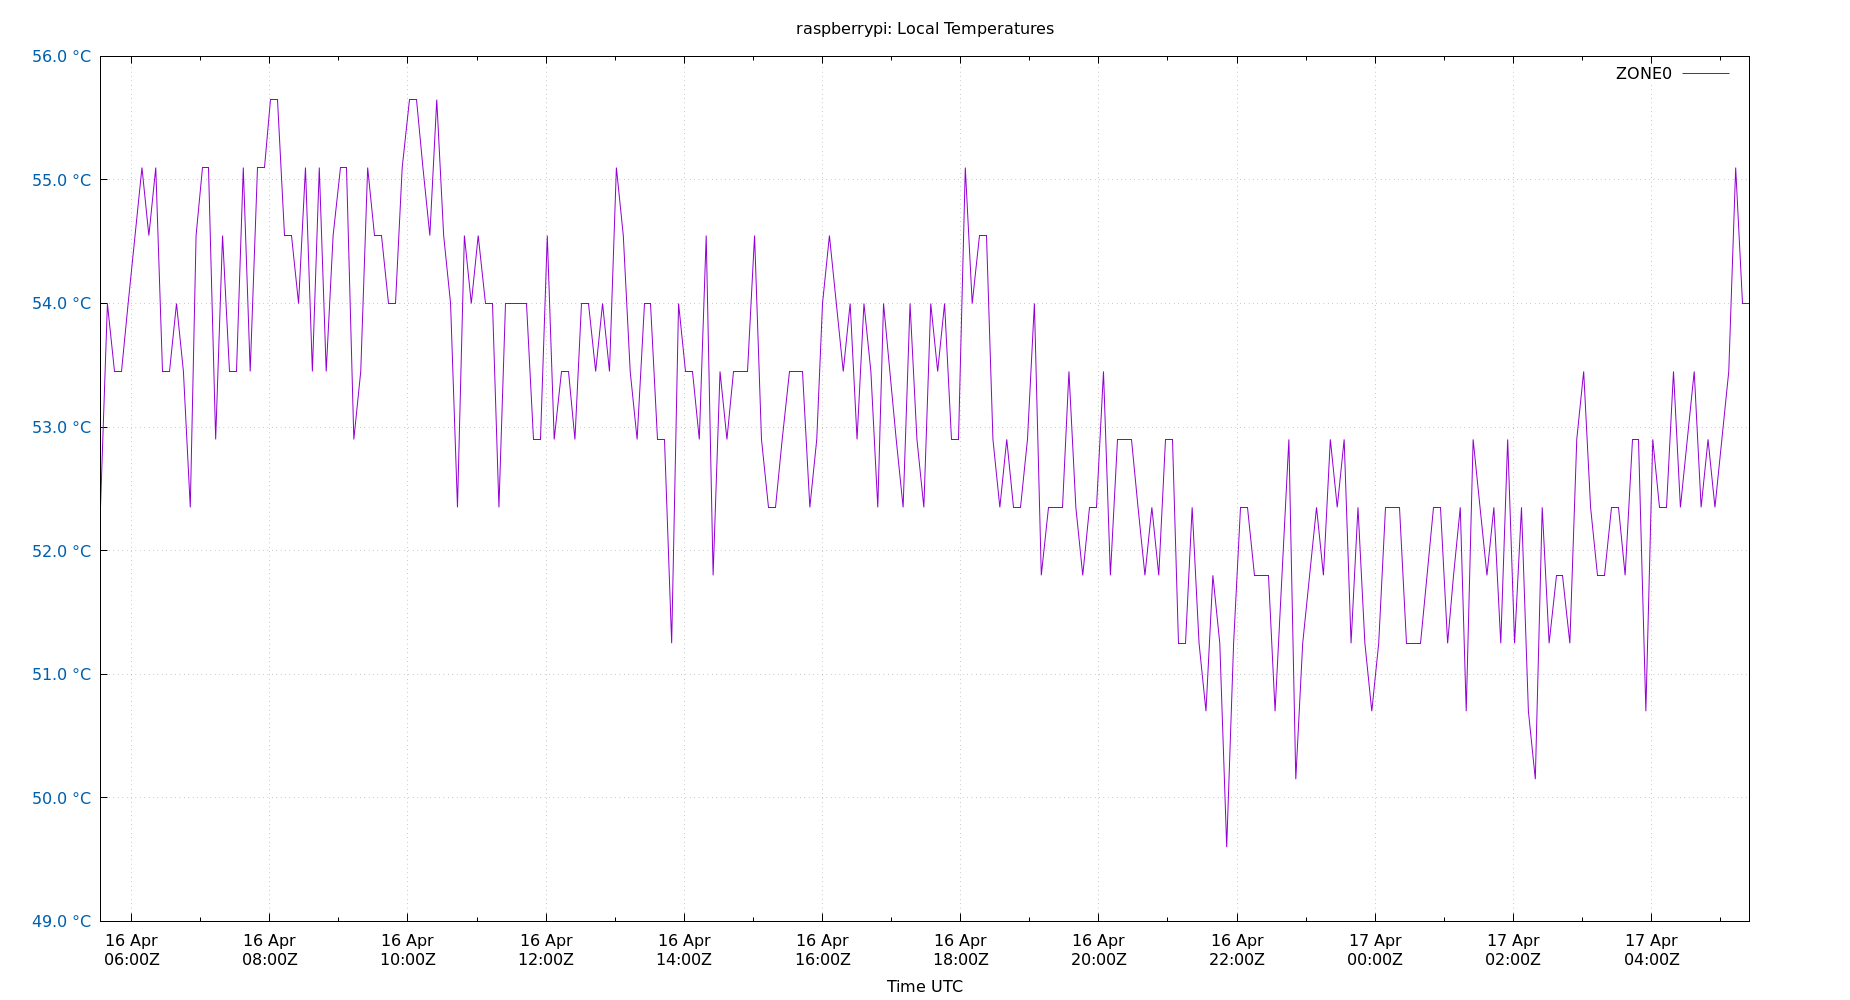 raspberrypi: Local Temperatures
56.0 °C
ZONE0
55.0 °C
54.0 °C
53.0 °C
52.0 °C
51.0 °C
50.0 °C
49.0 °C
16 Apr 16 Apr 16 Apr 16 Apr 16 Apr 16 Apr 16 Apr 16 Apr 16 Apr 17 Apr 17 Apr 17 Apr
06:00Z 08:00Z 10:00Z 12:00Z 14:00Z 16:00Z 18:00Z 20:00Z 22:00Z 00:00Z 02:00Z 04:00Z
Time UTC